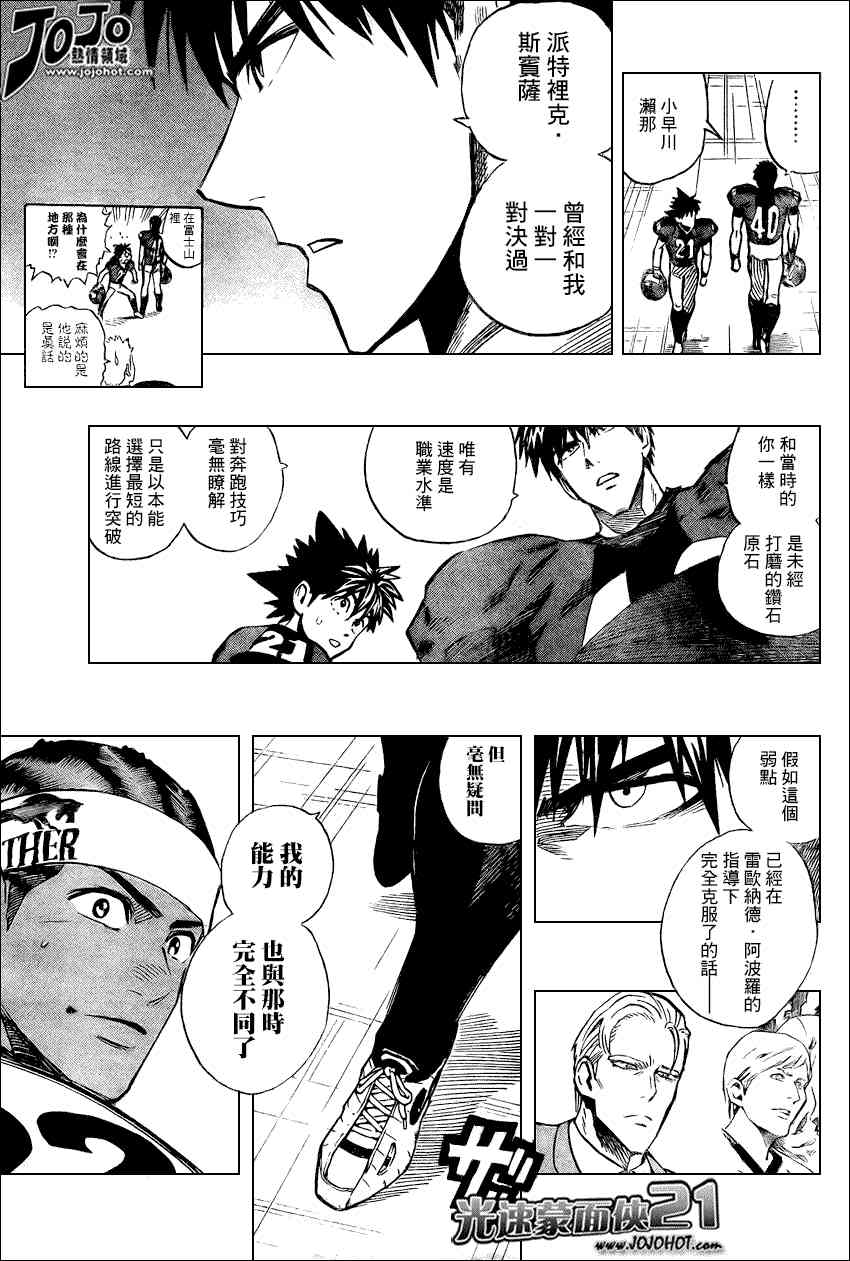 JOJO
熱情領域
www.jojohot.com
………
小早川
瀨那
21
40
派特裡克．
斯賓薩
曾經和我
一對一
對決過
在富士山
裡
為什麼會在
那種
地方啊!?
麻煩的是
他說的
是真話
和當時的
你一樣
是未經
打磨的鑽石
原石
唯有
速度是
職業水準
對奔跑技巧
毫無瞭解
只是以本能
選擇最短的
路線進行突破
21
假如這個
弱點
已經在
雷歐納德．阿波羅的
指導下
完全克服了的話——
但
毫無疑問
我的
能力
也與那時
完全不同了
THER
ザッ
光速蒙面俠21
www.JOJOHOT.com